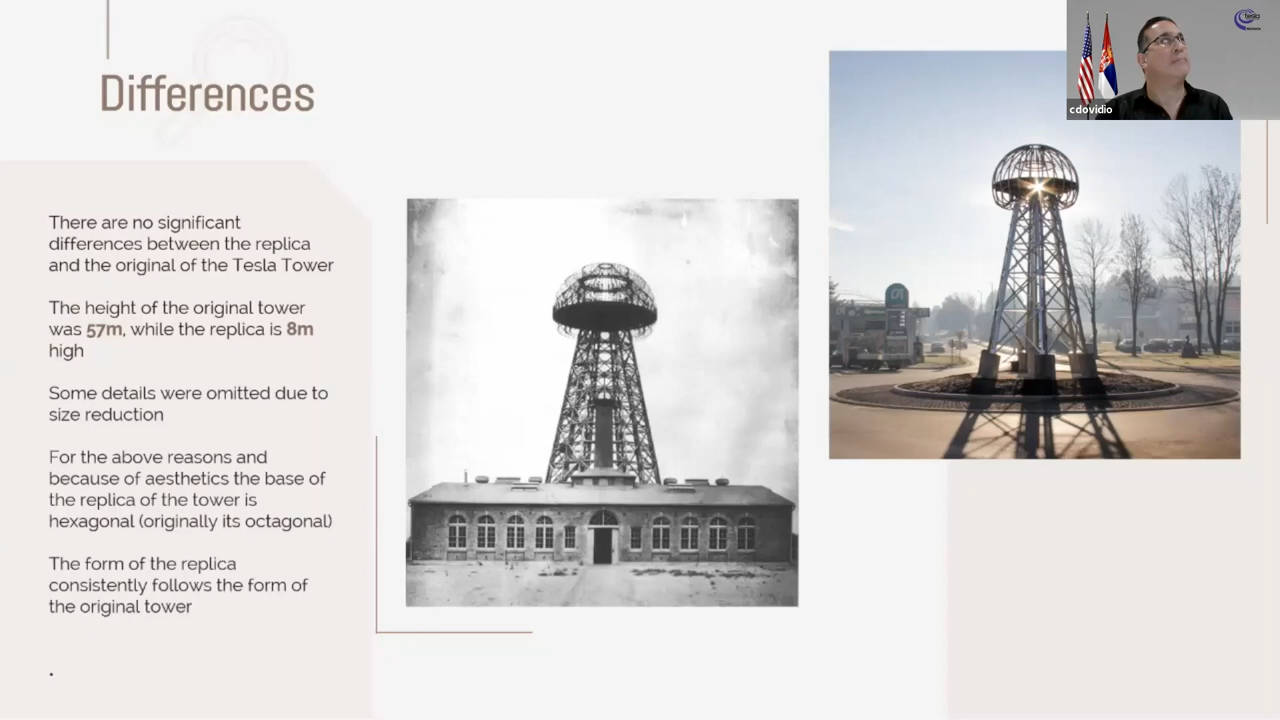 Differences
There are no significant
differences between the replica
and the original of the Tesla Tower
The height of the original tower
was 57m, while the replica is 8m
high
Some details were omitted due to
size reduction
For the above reasons and
because of aesthetics the base of
the replica of the tower is
hexagonal (originally its octagonal)
The form of the replica
consistently follows the form of
the original tower
.
cdovidio